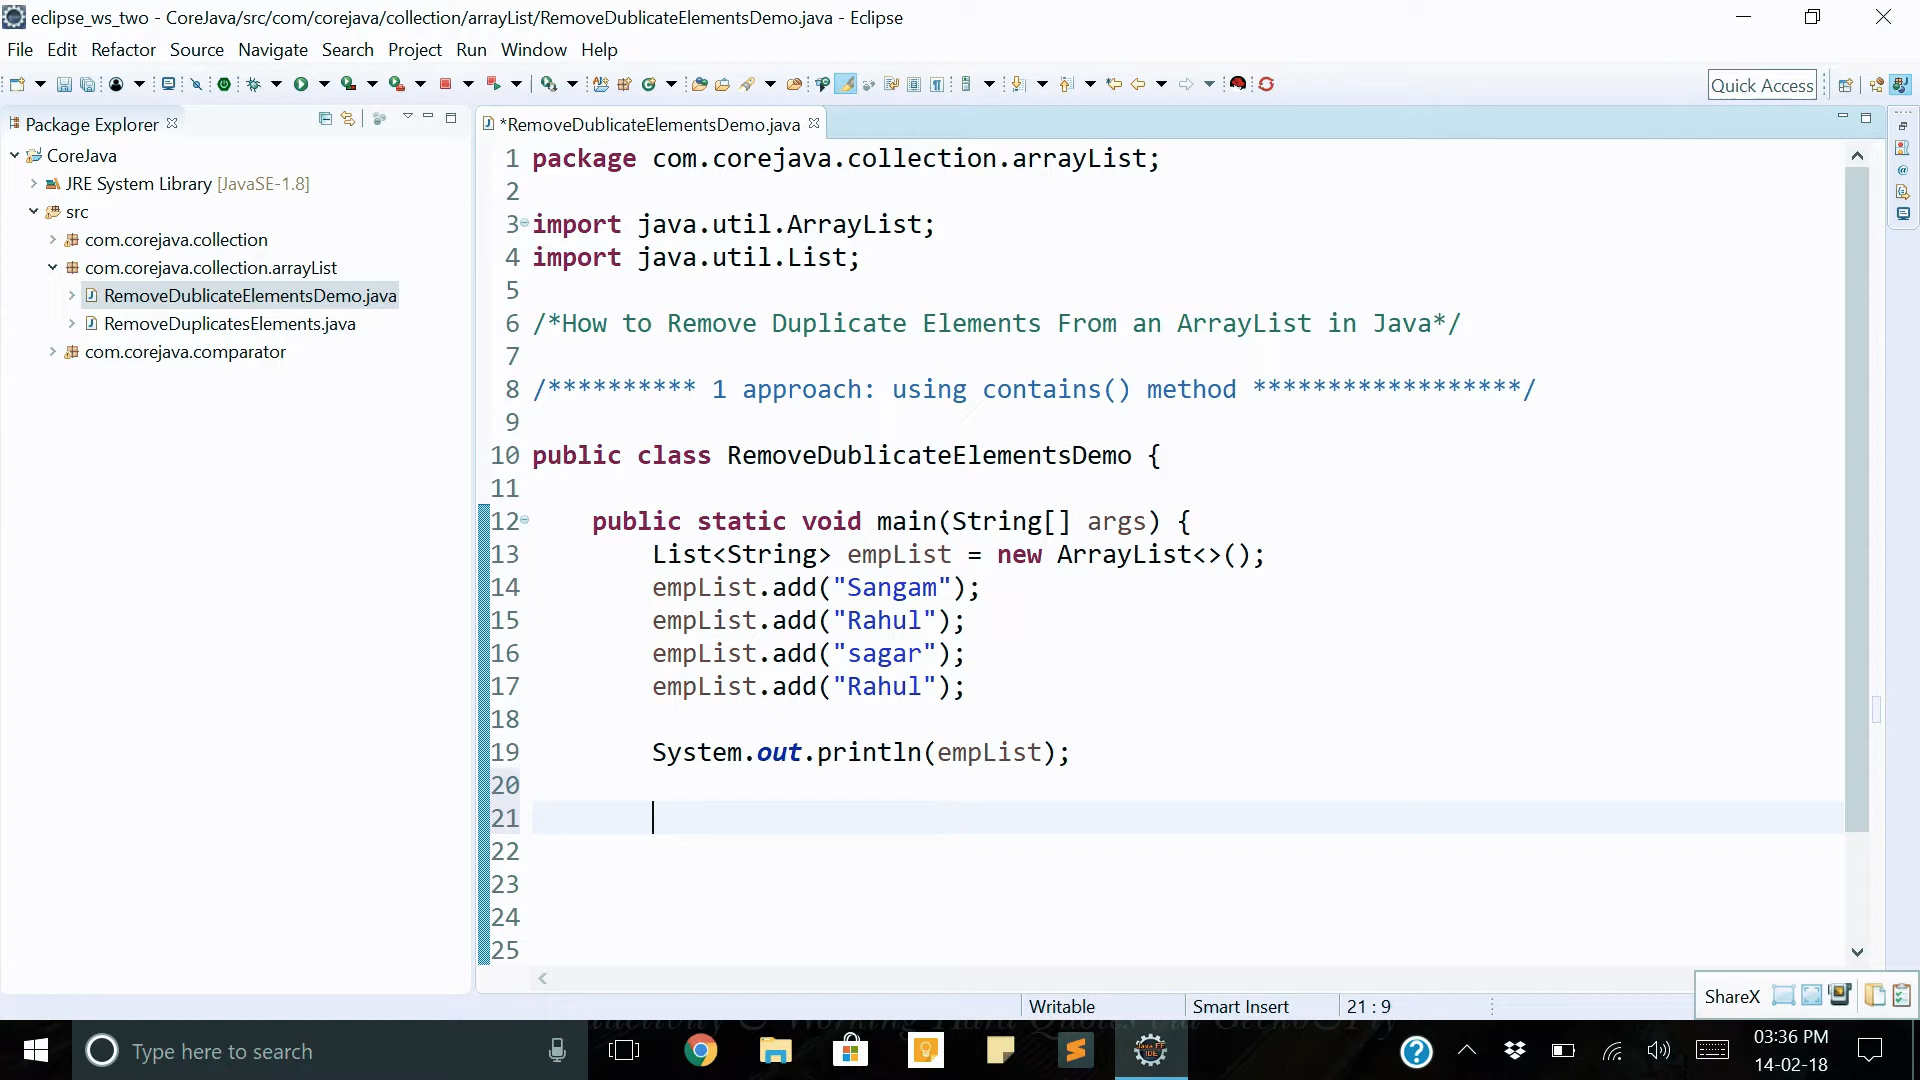 eclipse_ws_two - CoreJava/src/com/corejava/collection/arrayList/RemoveDublicateElementsDemo.java - Eclipse
File Edit Refactor Source Navigate Search Project Run Window Help
Quick Access
Package Explorer
CoreJava
JRE System Library [JavaSE-1.8]
src
com.corejava.collection
com.corejava.collection.arrayList
RemoveDublicateElementsDemo.java
RemoveDuplicatesElements.java
com.corejava.comparator
*RemoveDublicateElementsDemo.java
1 package com.corejava.collection.arrayList;
2
3 import java.util.ArrayList;
4 import java.util.List;
5
6 /*How to Remove Duplicate Elements From an ArrayList in Java*/
7
8 /********** 1 approach: using contains() method ******************/
9
10 public class RemoveDublicateElementsDemo {
11
12 public static void main(String[] args) {
13 List<String> empList = new ArrayList<>();
14 empList.add("Sangam");
15 empList.add("Rahul");
16 empList.add("sagar");
17 empList.add("Rahul");
18
19 System.out.println(empList);
20
21
22
23
24
25
Writable Smart Insert 21 : 9
ShareX
Type here to search
03:36 PM
14-02-18